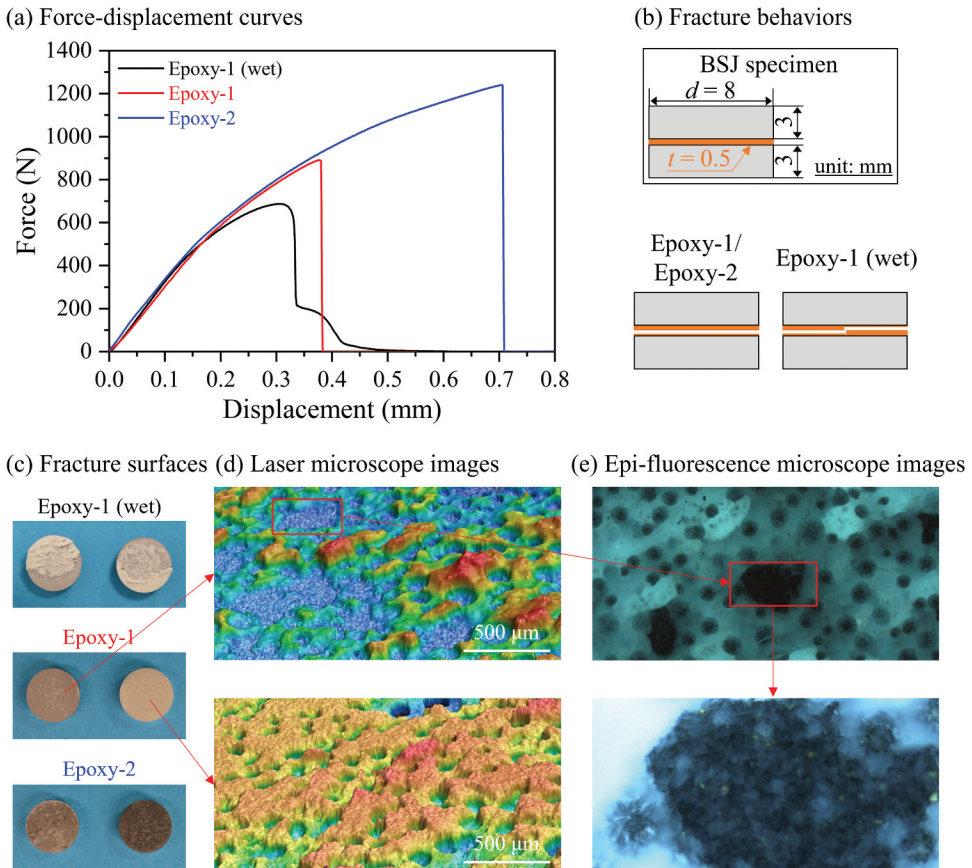 (a) Force-displacement curves
1400
1200
1000
800
600
400
200
0
Force (N)
Epoxy-1 (wet)
Epoxy-1
Epoxy-2
0.0 0.1 0.2 0.3 0.4 0.5 0.6 0.7 0.8
Displacement (mm)
(b) Fracture behaviors
BSJ specimen
d = 8
3
t = 0.5
3
unit: mm
Epoxy-1/
Epoxy-2
Epoxy-1 (wet)
(c) Fracture surfaces
Epoxy-1 (wet)
Epoxy-1
Epoxy-2
(d) Laser microscope images
500 μm
500 μm
(e) Epi-fluorescence microscope images